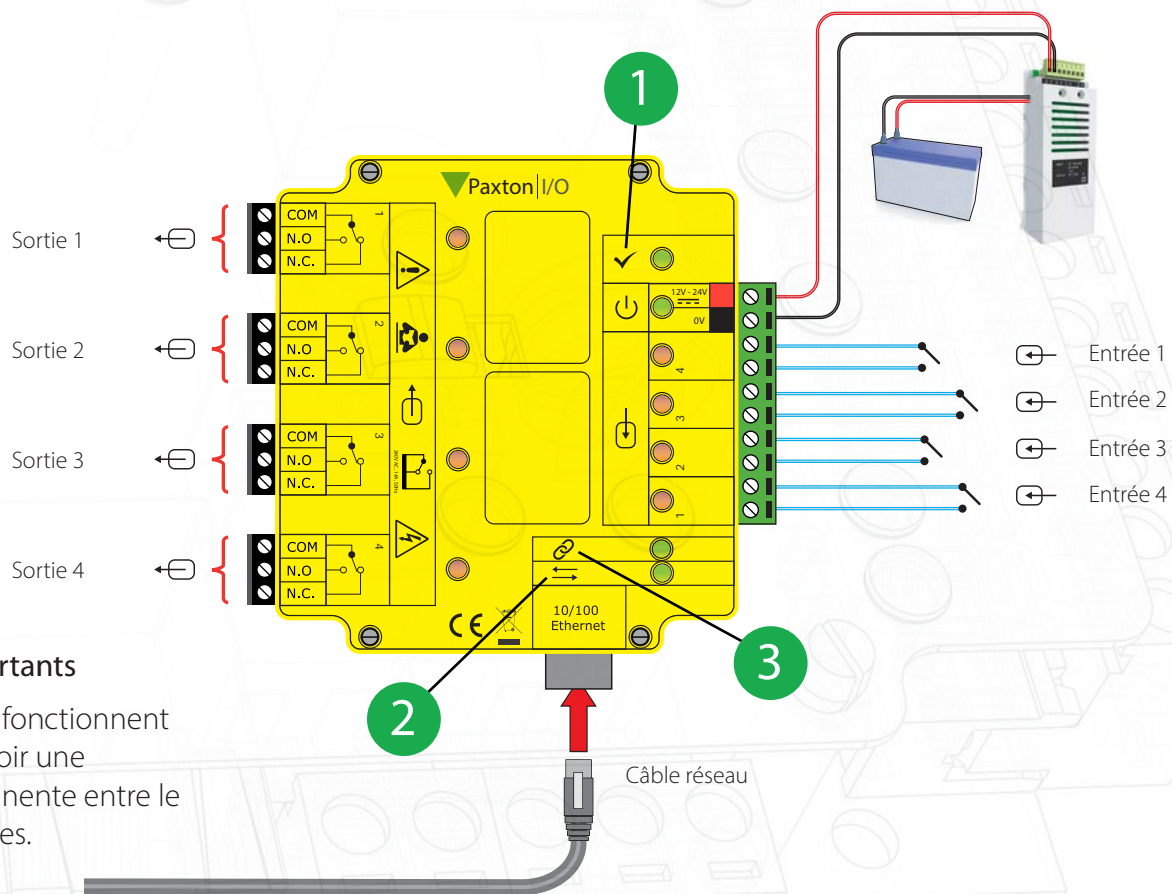 1
Paxton I/O
Sortie 1
COM
N.O
N.C.
1
12V - 24V
0V
Sortie 2
COM
N.O
N.C.
2
4
Entrée 1
3
Entrée 2
Sortie 3
COM
N.O
N.C.
3
2
Entrée 3
1
Entrée 4
Sortie 4
COM
N.O
N.C.
4
CE
10/100
Ethernet
2
3
rtants
fonctionnent
oir une
nente entre le
es.
Câble réseau